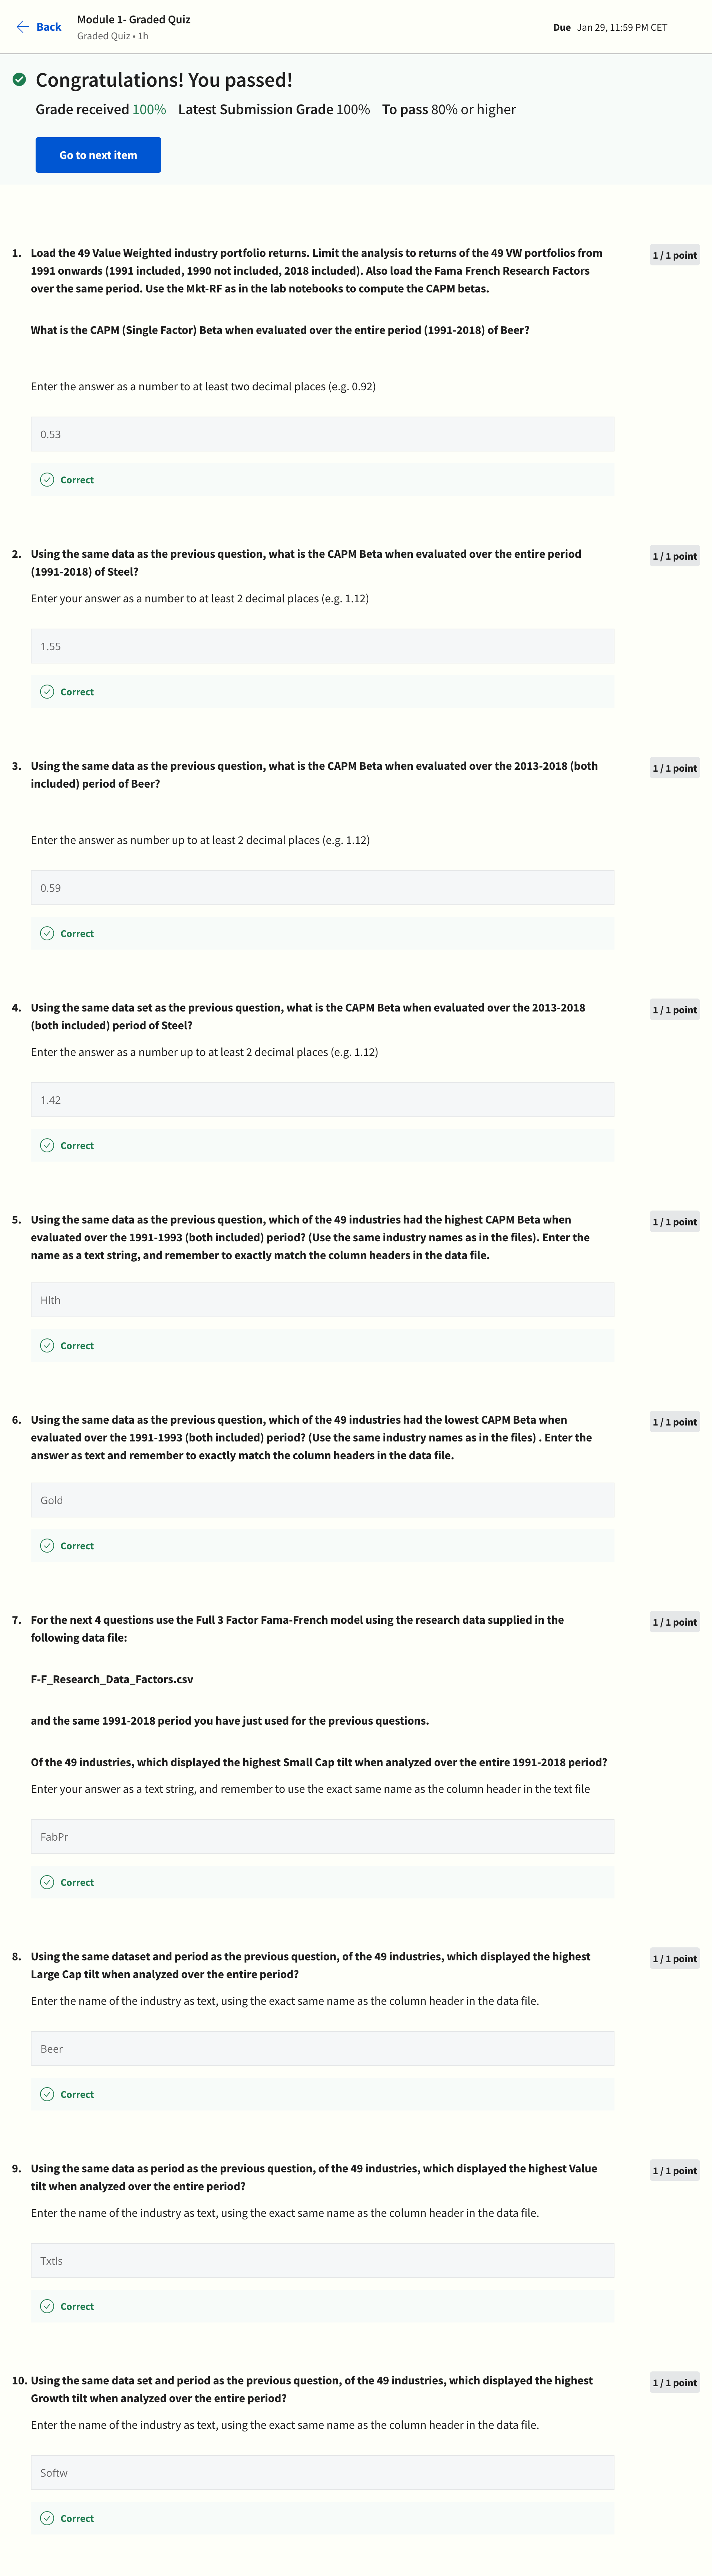 Back
Module 1- Graded Quiz
Graded Quiz • 1h
Due Jan 29, 11:59 PM CET
Congratulations! You passed!
Grade received 100% Latest Submission Grade 100% To pass 80% or higher
Go to next item
1. Load the 49 Value Weighted industry portfolio returns. Limit the analysis to returns of the 49 VW portfolios from
1991 onwards (1991 included, 1990 not included, 2018 included). Also load the Fama French Research Factors
over the same period. Use the Mkt-RF as in the lab notebooks to compute the CAPM betas.
1 / 1 point
What is the CAPM (Single Factor) Beta when evaluated over the entire period (1991-2018) of Beer?
Enter the answer as a number to at least two decimal places (e.g. 0.92)
0.53
Correct
2. Using the same data as the previous question, what is the CAPM Beta when evaluated over the entire period
(1991-2018) of Steel?
1 / 1 point
Enter your answer as a number to at least 2 decimal places (e.g. 1.12)
1.55
Correct
3. Using the same data as the previous question, what is the CAPM Beta when evaluated over the 2013-2018 (both
included) period of Beer?
1 / 1 point
Enter the answer as number up to at least 2 decimal places (e.g. 1.12)
0.59
Correct
4. Using the same data set as the previous question, what is the CAPM Beta when evaluated over the 2013-2018
(both included) period of Steel?
1 / 1 point
Enter the answer as a number up to at least 2 decimal places (e.g. 1.12)
1.42
Correct
5. Using the same data as the previous question, which of the 49 industries had the highest CAPM Beta when
evaluated over the 1991-1993 (both included) period? (Use the same industry names as in the files). Enter the
name as a text string, and remember to exactly match the column headers in the data file.
1 / 1 point
Hlth
Correct
6. Using the same data as the previous question, which of the 49 industries had the lowest CAPM Beta when
evaluated over the 1991-1993 (both included) period? (Use the same industry names as in the files) . Enter the
answer as text and remember to exactly match the column headers in the data file.
1 / 1 point
Gold
Correct
7. For the next 4 questions use the Full 3 Factor Fama-French model using the research data supplied in the
following data file:
1 / 1 point
F-F_Research_Data_Factors.csv
and the same 1991-2018 period you have just used for the previous questions.
Of the 49 industries, which displayed the highest Small Cap tilt when analyzed over the entire 1991-2018 period?
Enter your answer as a text string, and remember to use the exact same name as the column header in the text file
FabPr
Correct
8. Using the same dataset and period as the previous question, of the 49 industries, which displayed the highest
Large Cap tilt when analyzed over the entire period?
1 / 1 point
Enter the name of the industry as text, using the exact same name as the column header in the data file.
Beer
Correct
9. Using the same data as period as the previous question, of the 49 industries, which displayed the highest Value
tilt when analyzed over the entire period?
1 / 1 point
Enter the name of the industry as text, using the exact same name as the column header in the data file.
Txtls
Correct
10. Using the same data set and period as the previous question, of the 49 industries, which displayed the highest
Growth tilt when analyzed over the entire period?
1 / 1 point
Enter the name of the industry as text, using the exact same name as the column header in the data file.
Softw
Correct